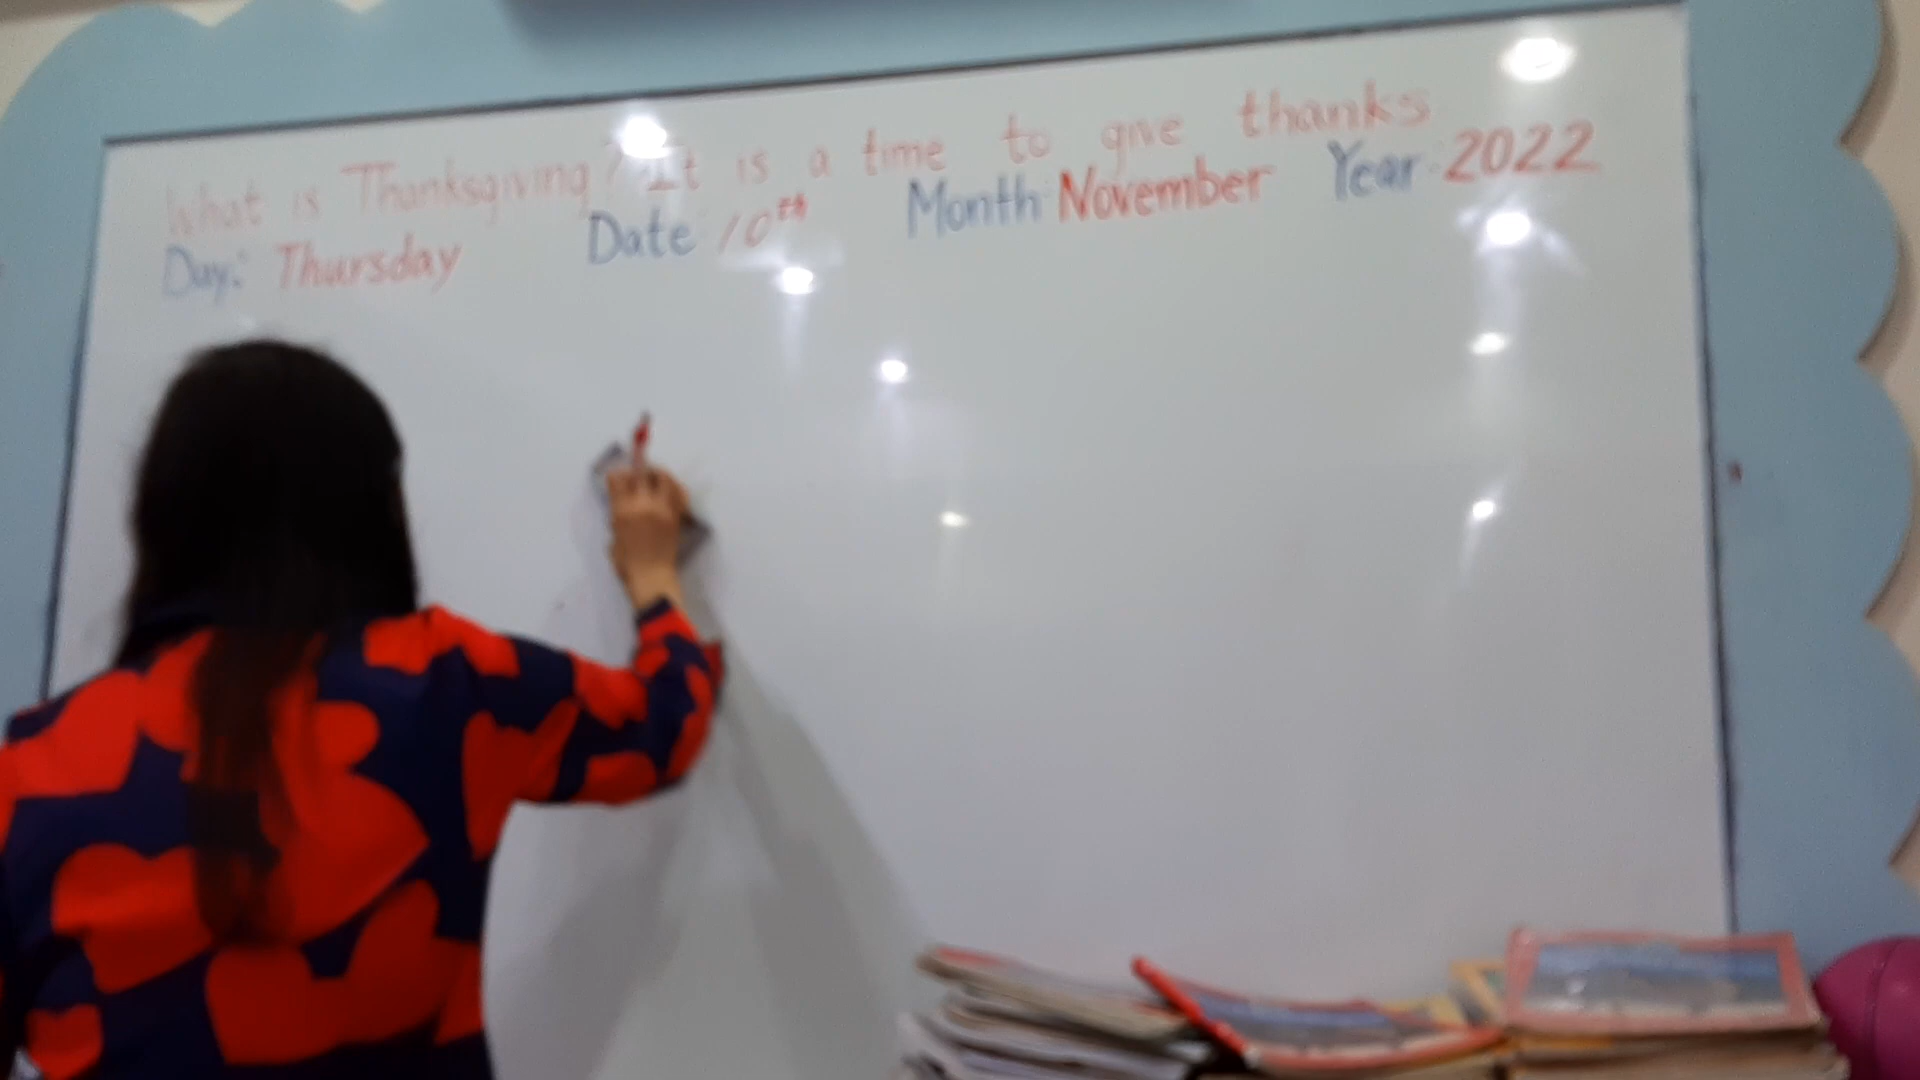 What is Thanksgiving? It is a time to give thanks
Day: Thursday Date 10th Month November Year 2022